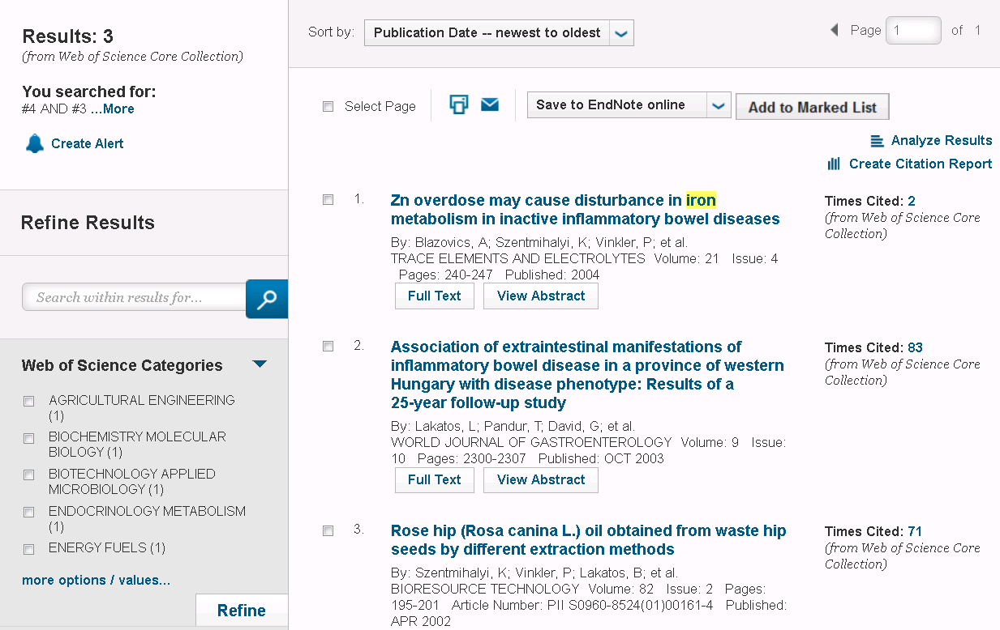 Results: 3
(from Web of Science Core Collection)
You searched for:
#4 AND #3 ...More
Create Alert
Refine Results
Search within results for...
Web of Science Categories
AGRICULTURAL ENGINEERING
(1)
BIOCHEMISTRY MOLECULAR
BIOLOGY (1)
BIOTECHNOLOGY APPLIED
MICROBIOLOGY (1)
ENDOCRINOLOGY METABOLISM
(1)
ENERGY FUELS (1)
more options / values...
Refine
Sort by: Publication Date -- newest to oldest
Page 1 of 1
Select Page
Save to EndNote online
Add to Marked List
Analyze Results
Create Citation Report
1. Zn overdose may cause disturbance in iron
metabolism in inactive inflammatory bowel diseases
By: Blazovics, A; Szentmihalyi, K; Vinkler, P; et al.
TRACE ELEMENTS AND ELECTROLYTES Volume: 21 Issue: 4
Pages: 240-247 Published: 2004
Full Text View Abstract
Times Cited: 2
(from Web of Science Core
Collection)
2. Association of extraintestinal manifestations of
inflammatory bowel disease in a province of western
Hungary with disease phenotype: Results of a
25-year follow-up study
By: Lakatos, L; Pandur, T; David, G; et al.
WORLD JOURNAL OF GASTROENTEROLOGY Volume: 9 Issue:
10 Pages: 2300-2307 Published: OCT 2003
Full Text View Abstract
Times Cited: 83
(from Web of Science Core
Collection)
3. Rose hip (Rosa canina L.) oil obtained from waste hip
seeds by different extraction methods
By: Szentmihalyi, K; Vinkler, P; Lakatos, B; et al.
BIORESOURCE TECHNOLOGY Volume: 82 Issue: 2 Pages:
195-201 Article Number: PII S0960-8524(01)00161-4 Published:
APR 2002
Times Cited: 71
(from Web of Science Core
Collection)